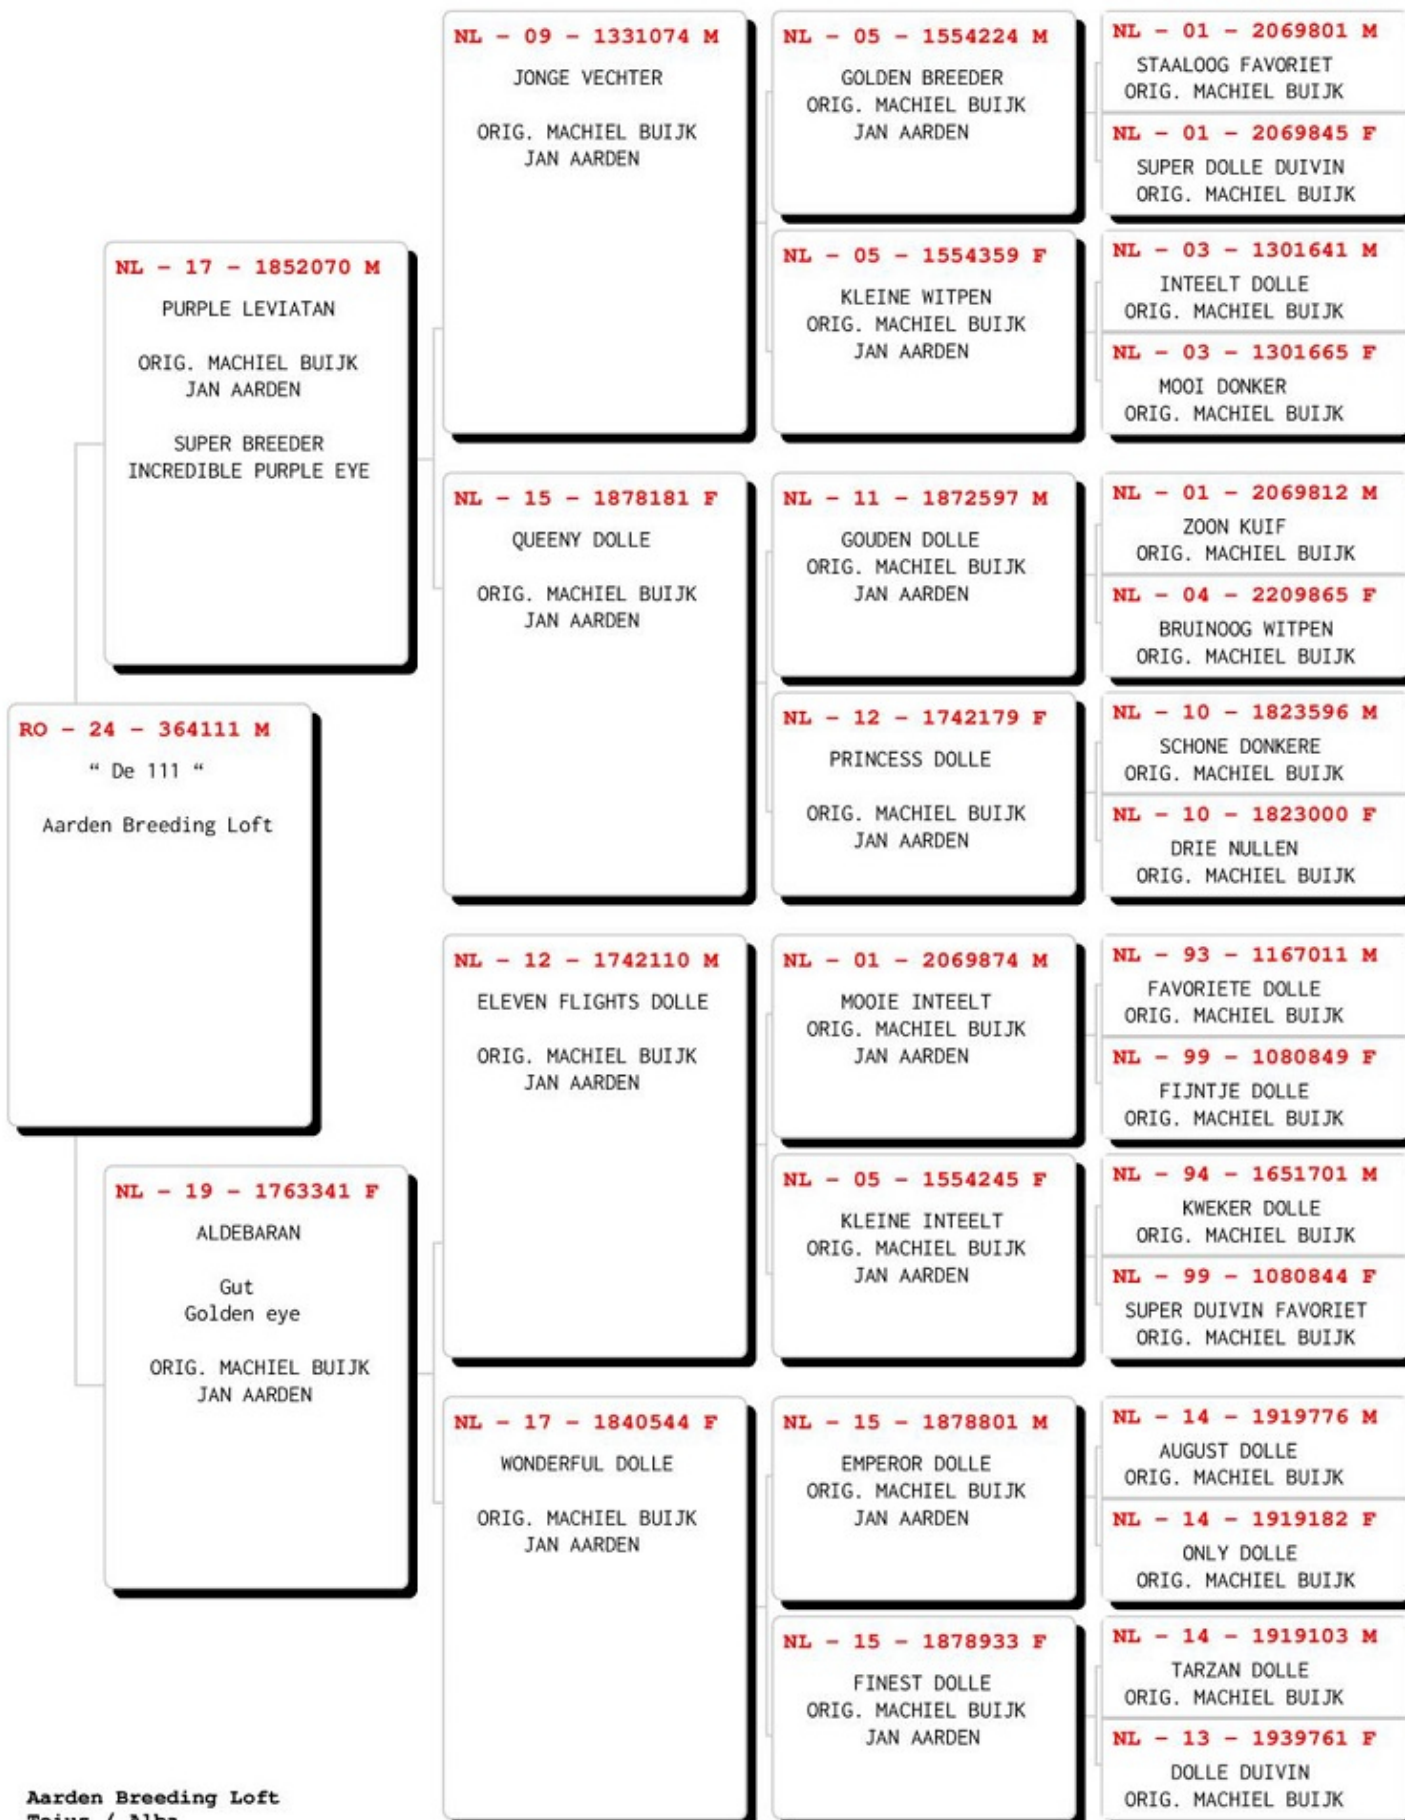 RO - 24 - 364111 M
“ De 111 “
Aarden Breeding Loft
NL - 17 - 1852070 M
PURPLE LEVIATAN
ORIG. MACHIEL BUIJK
JAN AARDEN
SUPER BREEDER
INCREDIBLE PURPLE EYE
NL - 19 - 1763341 F
ALDEBARAN
Gut
Golden eye
ORIG. MACHIEL BUIJK
JAN AARDEN
NL - 09 - 1331074 M
JONGE VECHTER
ORIG. MACHIEL BUIJK
JAN AARDEN
NL - 15 - 1878181 F
QUEENY DOLLE
ORIG. MACHIEL BUIJK
JAN AARDEN
NL - 12 - 1742110 M
ELEVEN FLIGHTS DOLLE
ORIG. MACHIEL BUIJK
JAN AARDEN
NL - 17 - 1840544 F
WONDERFUL DOLLE
ORIG. MACHIEL BUIJK
JAN AARDEN
NL - 05 - 1554224 M
GOLDEN BREEDER
ORIG. MACHIEL BUIJK
JAN AARDEN
NL - 05 - 1554359 F
KLEINE WITPEN
ORIG. MACHIEL BUIJK
JAN AARDEN
NL - 11 - 1872597 M
GOUDEN DOLLE
ORIG. MACHIEL BUIJK
JAN AARDEN
NL - 12 - 1742179 F
PRINCESS DOLLE
ORIG. MACHIEL BUIJK
JAN AARDEN
NL - 01 - 2069874 M
MOOIE INTEELT
ORIG. MACHIEL BUIJK
JAN AARDEN
NL - 05 - 1554245 F
KLEINE INTEELT
ORIG. MACHIEL BUIJK
JAN AARDEN
NL - 15 - 1878801 M
EMPEROR DOLLE
ORIG. MACHIEL BUIJK
JAN AARDEN
NL - 15 - 1878933 F
FINEST DOLLE
ORIG. MACHIEL BUIJK
JAN AARDEN
NL - 01 - 2069801 M
STAALOOG FAVORIET
ORIG. MACHIEL BUIJK
NL - 01 - 2069845 F
SUPER DOLLE DUIVIN
ORIG. MACHIEL BUIJK
NL - 03 - 1301641 M
INTEELT DOLLE
ORIG. MACHIEL BUIJK
NL - 03 - 1301665 F
MOOI DONKER
ORIG. MACHIEL BUIJK
NL - 01 - 2069812 M
ZOON KUIF
ORIG. MACHIEL BUIJK
NL - 04 - 2209865 F
BRUINOOG WITPEN
ORIG. MACHIEL BUIJK
NL - 10 - 1823596 M
SCHONE DONKERE
ORIG. MACHIEL BUIJK
NL - 10 - 1823000 F
DRIE NULLEN
ORIG. MACHIEL BUIJK
NL - 93 - 1167011 M
FAVORIETE DOLLE
ORIG. MACHIEL BUIJK
NL - 99 - 1080849 F
FIJNTJE DOLLE
ORIG. MACHIEL BUIJK
NL - 94 - 1651701 M
KWEKER DOLLE
ORIG. MACHIEL BUIJK
NL - 99 - 1080844 F
SUPER DUIVIN FAVORIET
ORIG. MACHIEL BUIJK
NL - 14 - 1919776 M
AUGUST DOLLE
ORIG. MACHIEL BUIJK
NL - 14 - 1919182 F
ONLY DOLLE
ORIG. MACHIEL BUIJK
NL - 14 - 1919103 M
TARZAN DOLLE
ORIG. MACHIEL BUIJK
NL - 13 - 1939761 F
DOLLE DUIVIN
ORIG. MACHIEL BUIJK
Aarden Breeding Loft